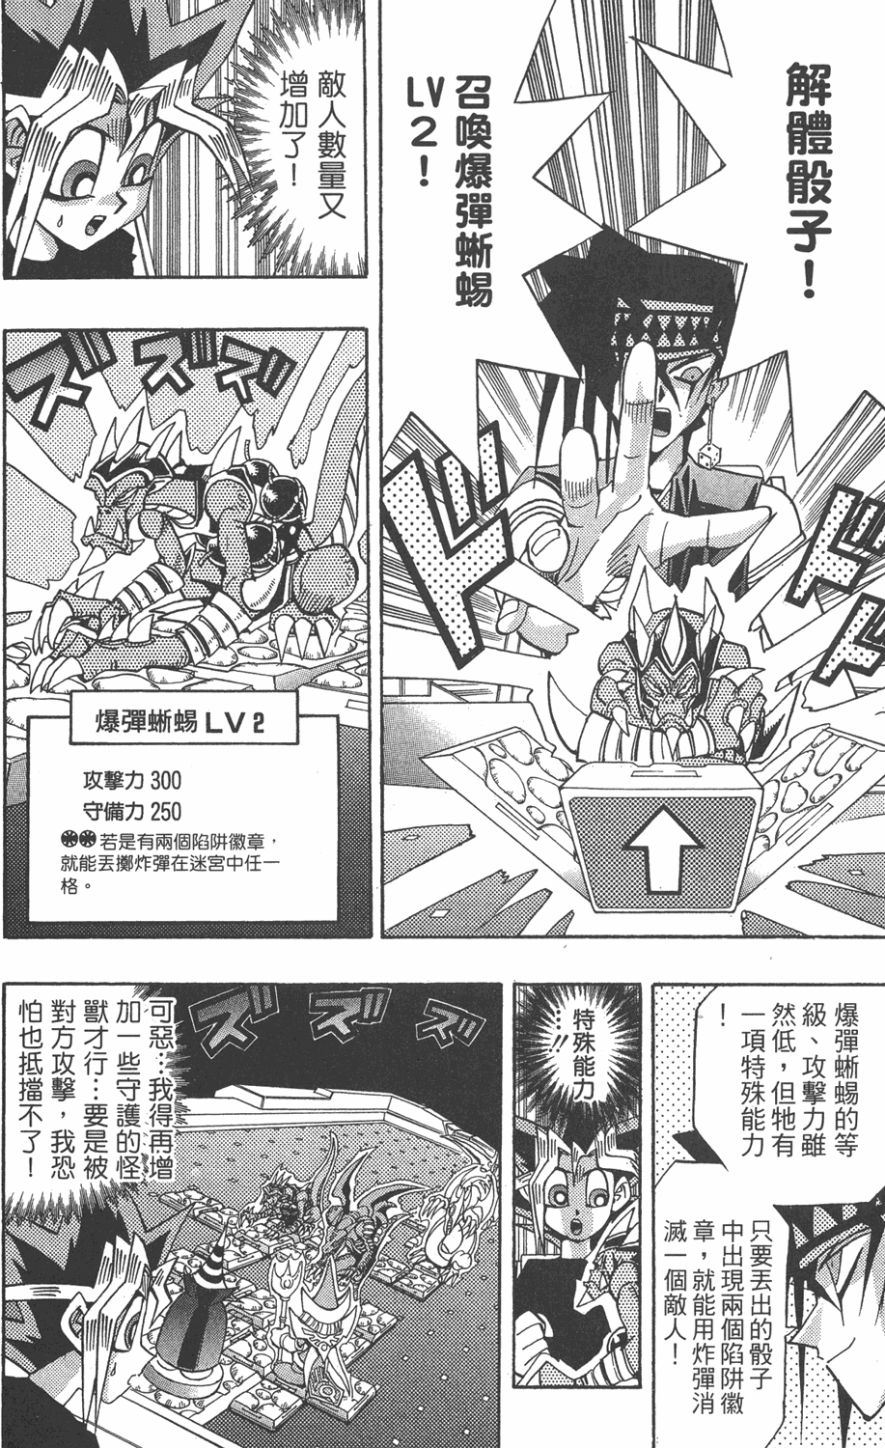 解體骰子！
召喚爆彈蜥蜴
LV２！
ドド
ド
敵人數量又
增加了！
ズズズ
爆彈蜥蜴LV2
攻擊力300
守備力250
若是有兩個陷阱徽章，
就能丟擲炸彈在迷宮中任一
格。
爆彈蜥蜴的等
級、攻擊力雖
然低，但牠有
一項特殊能力
！
只要丟出的骰子
中出現兩個陷阱徽
章，就能用炸彈消
滅一個敵人！
特殊能力
…!!
ズズズ
可惡…我得再增
加一些守護的怪
獸才行…要是被
對方攻擊，我恐
怕也抵擋不了！